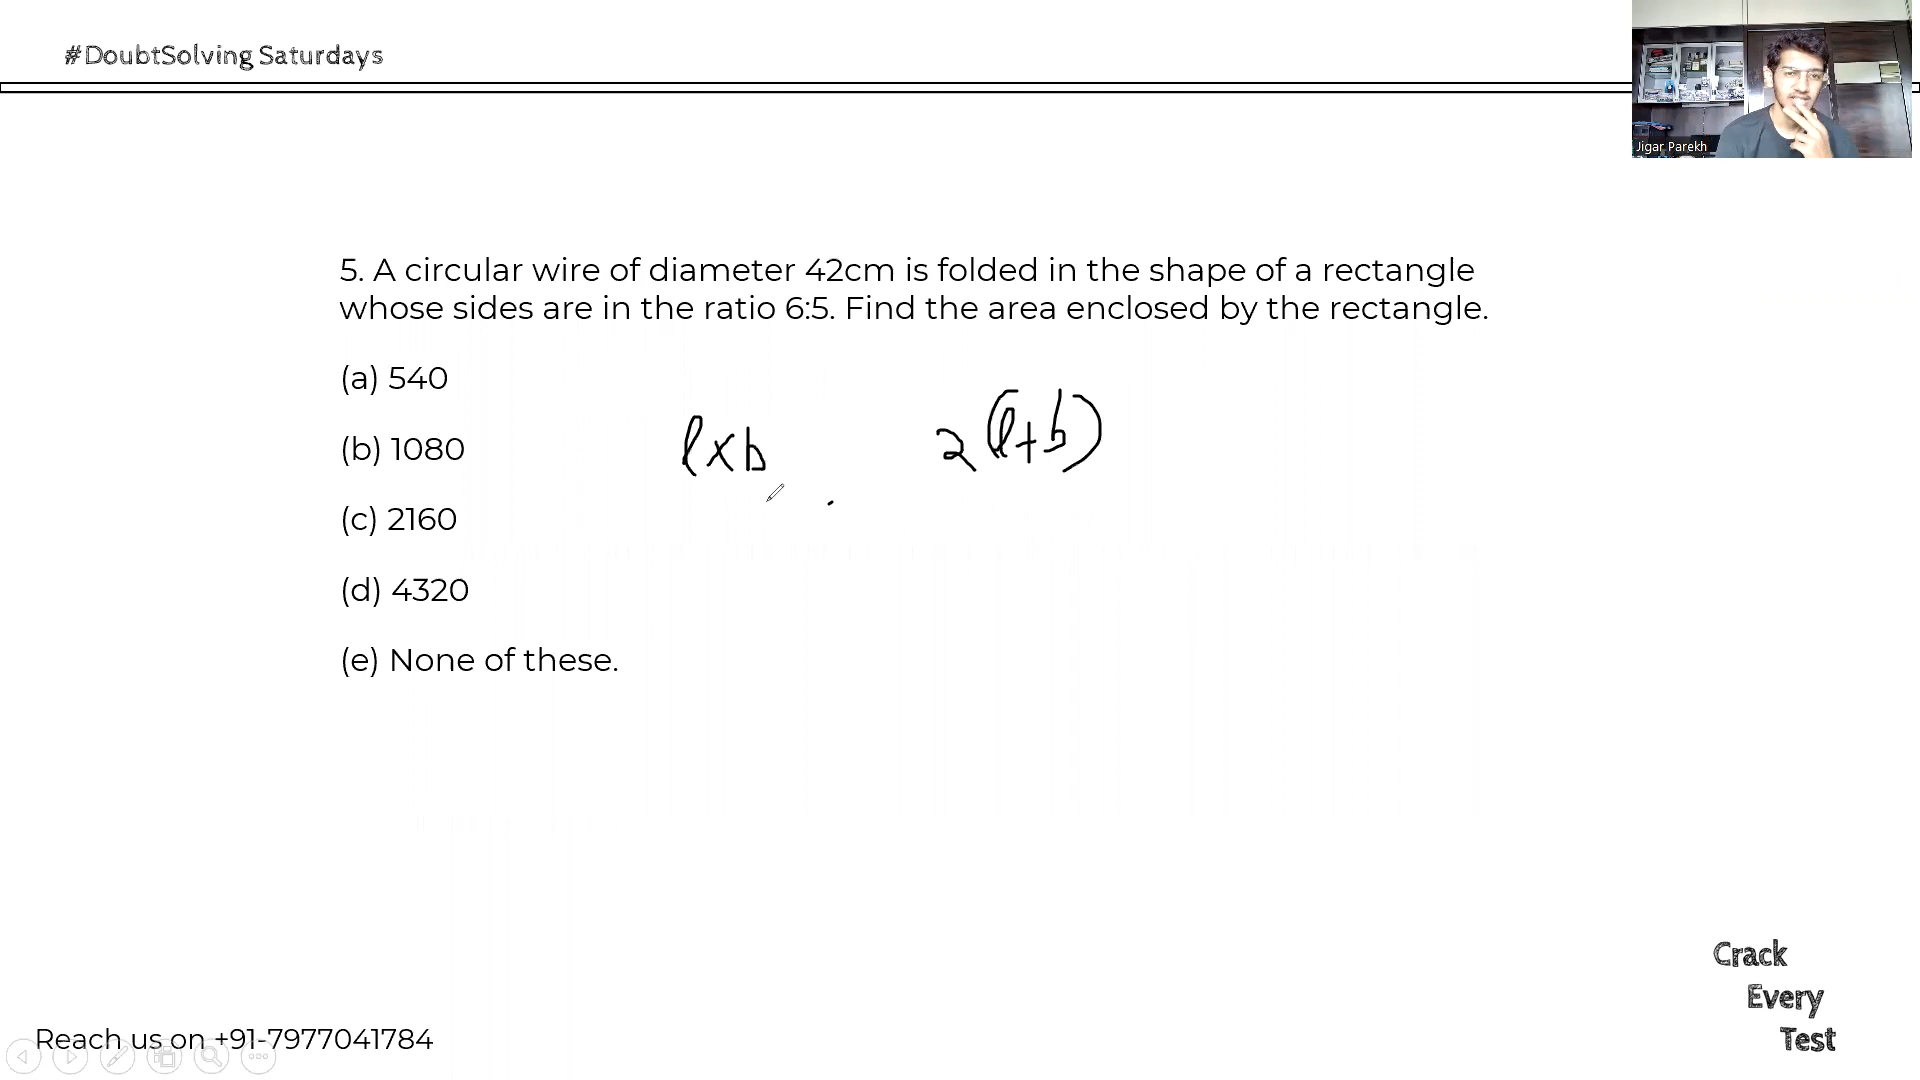 #DoubtSolving Saturdays
Jigar Parekh
5. A circular wire of diameter 42cm is folded in the shape of a rectangle
whose sides are in the ratio 6:5. Find the area enclosed by the rectangle.
(a) 540
(b) 1080
l×b
2(l+b)
(c) 2160
(d) 4320
(e) None of these.
Crack
Every
Test
Reach us on +91-7977041784